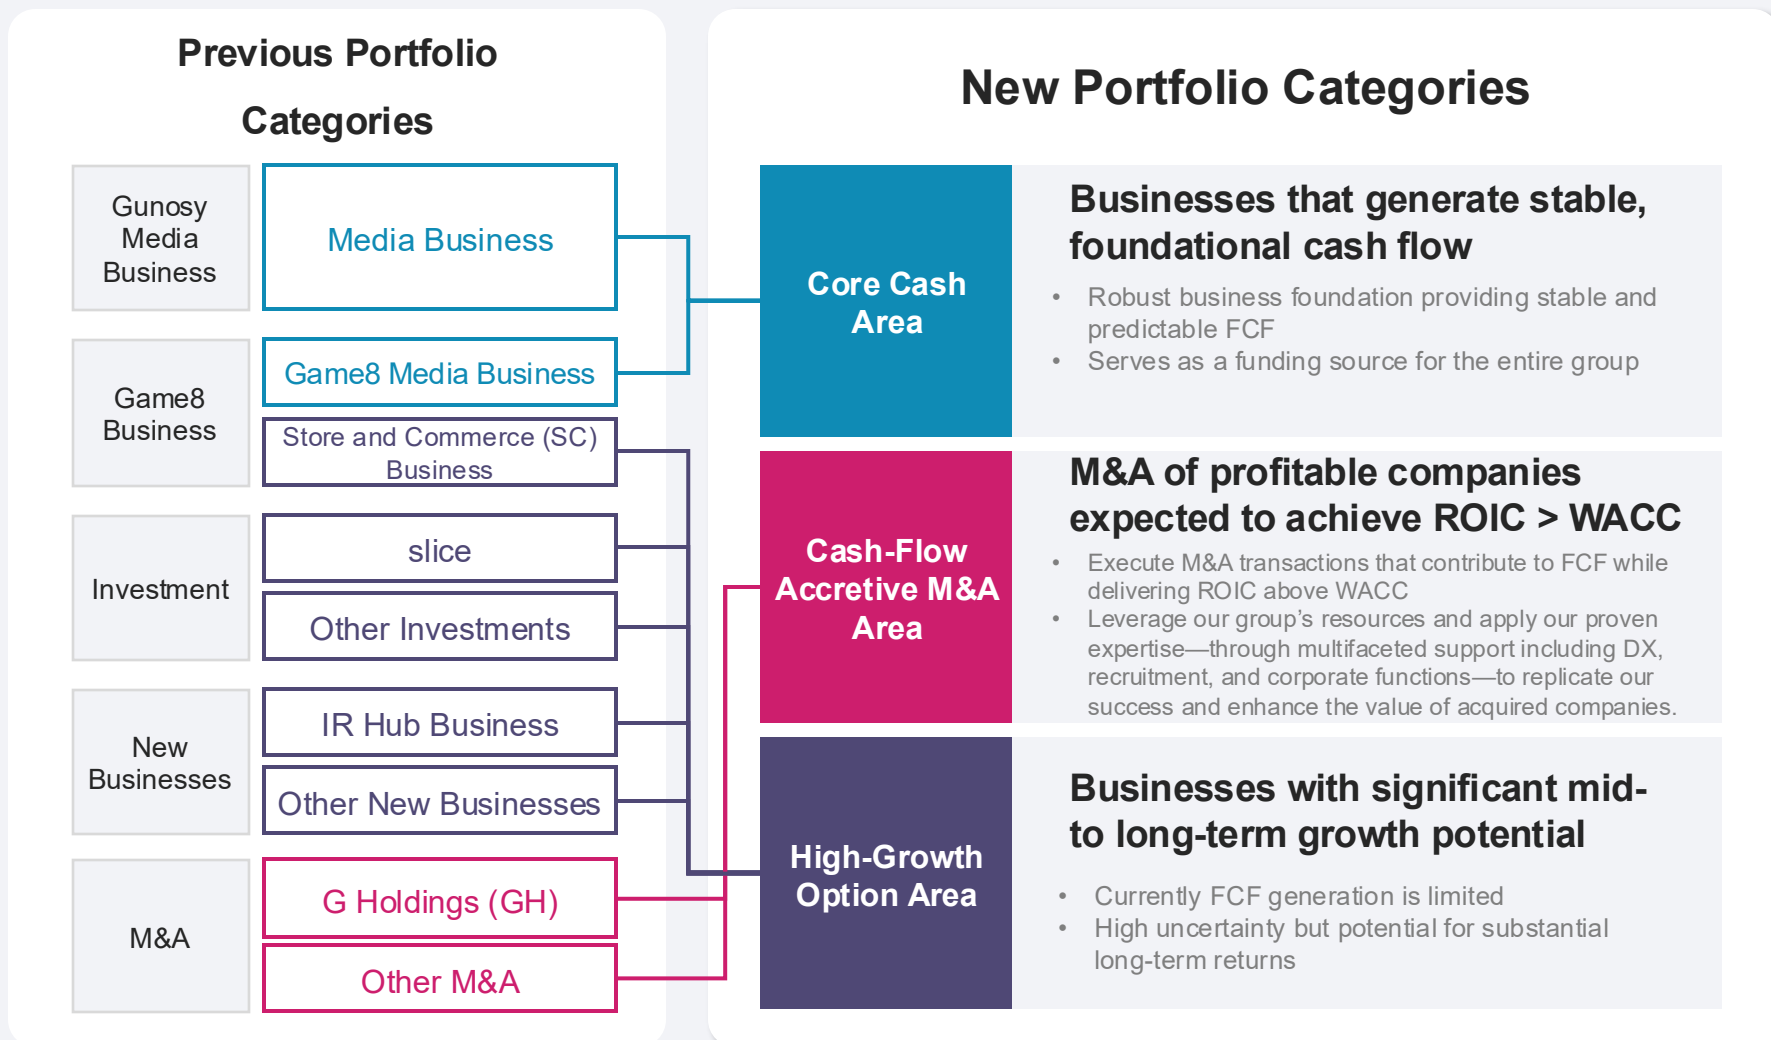 Previous Portfolio
Categories
Gunosy
Media
Business
Media Business
Game8
Business
Game8 Media Business
Store and Commerce (SC)
Business
Investment
slice
Other Investments
New
Businesses
IR Hub Business
Other New Businesses
M&A
G Holdings (GH)
Other M&A
New Portfolio Categories
Core Cash
Area
Businesses that generate stable,
foundational cash flow
• Robust business foundation providing stable and
predictable FCF
• Serves as a funding source for the entire group
Cash-Flow
Accretive M&A
Area
M&A of profitable companies
expected to achieve ROIC > WACC
• Execute M&A transactions that contribute to FCF while
delivering ROIC above WACC
• Leverage our group’s resources and apply our proven
expertise—through multifaceted support including DX,
recruitment, and corporate functions—to replicate our
success and enhance the value of acquired companies.
High-Growth
Option Area
Businesses with significant mid-
to long-term growth potential
• Currently FCF generation is limited
• High uncertainty but potential for substantial
long-term returns